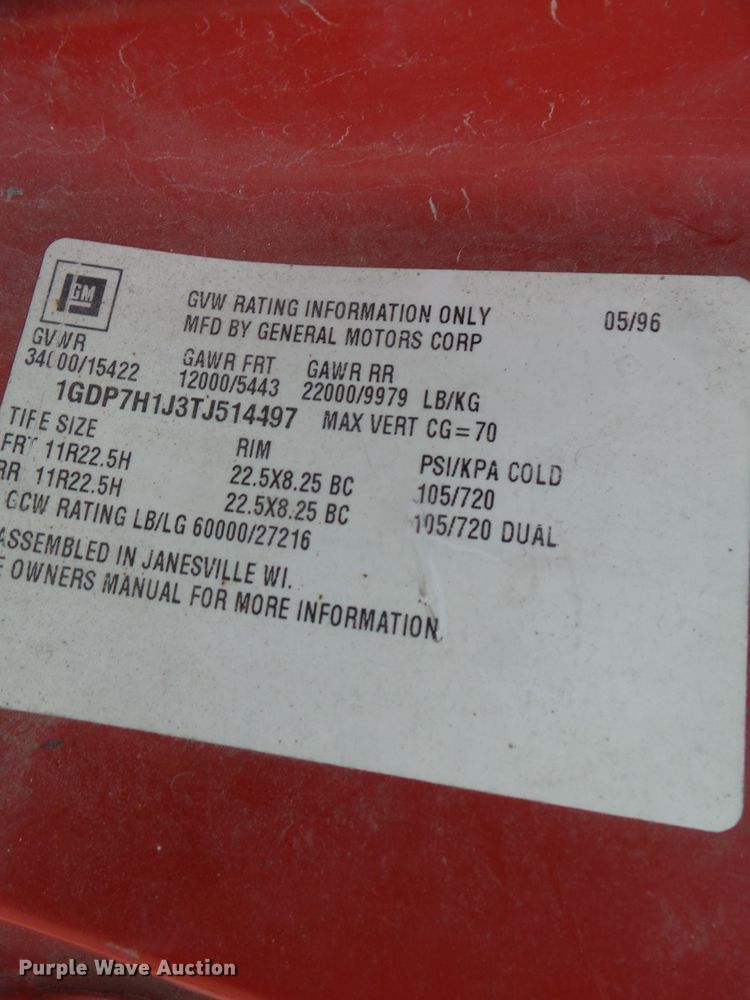 GM
GVW RATING INFORMATION ONLY 05/96
MFD BY GENERAL MOTORS CORP
GVWR GAWR FRT GAWR RR
34000/15422 12000/5443 22000/9979 LB/KG
1GDP7H1J3TJ514497 MAX VERT CG=70
TIRE SIZE RIM PSI/KPA COLD
FRT 11R22.5H 22.5X8.25 BC 105/720
RR 11R22.5H 22.5X8.25 BC 105/720 DUAL
GCW RATING LB/LG 60000/27216
ASSEMBLED IN JANESVILLE WI.
OWNERS MANUAL FOR MORE INFORMATION
Purple Wave Auction